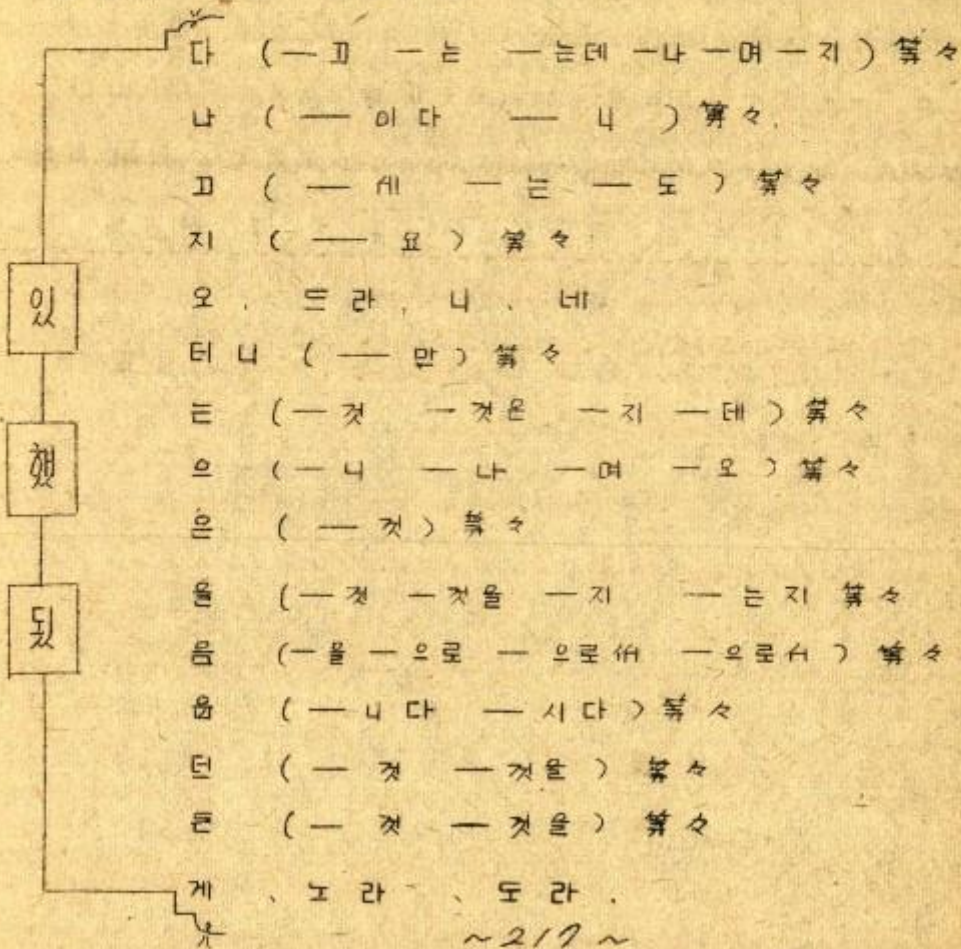 다 (—꼬 —는 —는데 —나 —며 —지) 等々
나 (—이다 —니) 等々.
꼬 (—세 —는 —도) 等々
지 (—요) 等々
있
오. 드라, 니、네
터니 (—만) 等々
는 (—것 —것은 —지 —데) 等々
했
으 (—니 —나 —며 —오) 等々
은 (—것) 等々
을 (—것 —것을 —지 —는지 等々
됬
음 (—을 —으로 —으로써 —으로서) 等々
읍 (—니다 —시다) 等々
던 (—것 —것을) 等々
든 (—것 —것을) 等々
게、노라、도라.
~217~